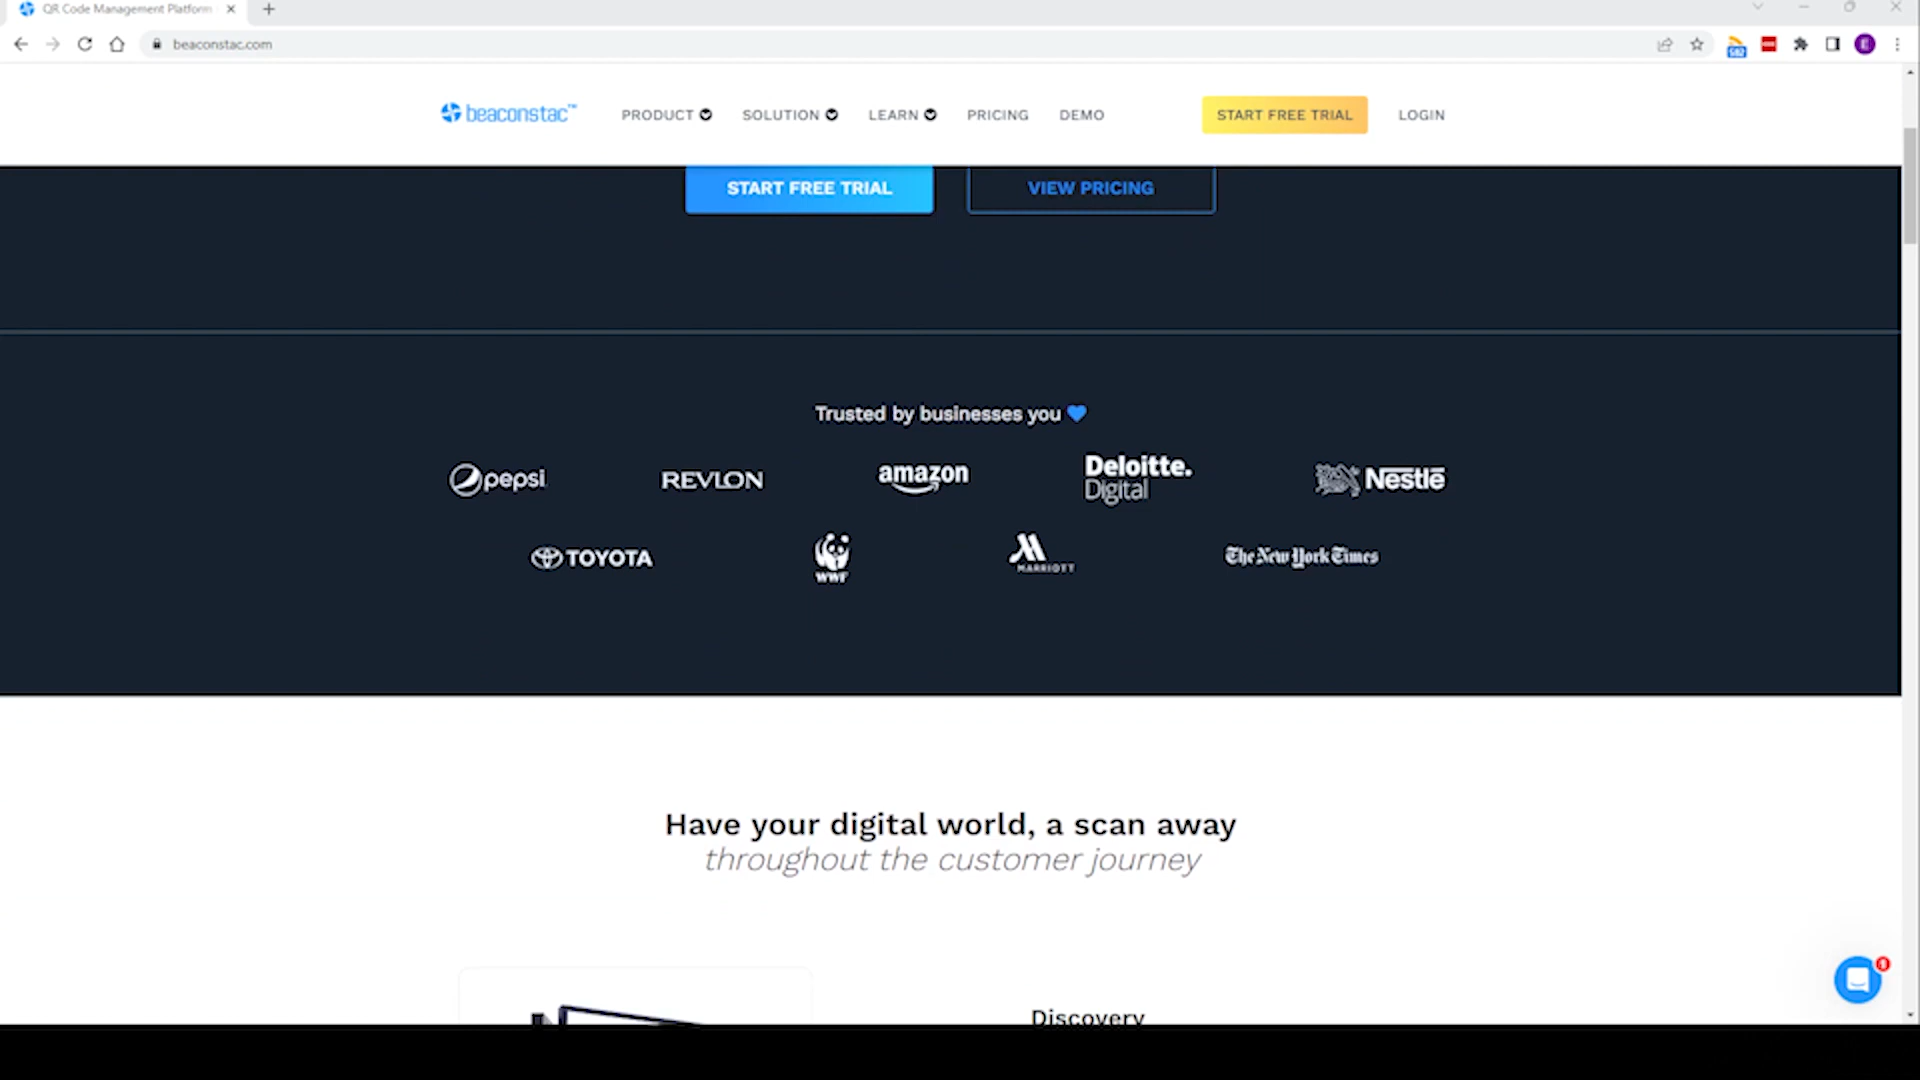 QR Code Management Platform
beaconstac.com
beaconstac™
PRODUCT
SOLUTION
LEARN
PRICING
DEMO
START FREE TRIAL
LOGIN
START FREE TRIAL
VIEW PRICING
Trusted by businesses you
pepsi
REVLON
amazon
Deloitte.
Digital
Nestlé
TOYOTA
WWF
MARRIOTT
The New York Times
Have your digital world, a scan away
throughout the customer journey
Discovery